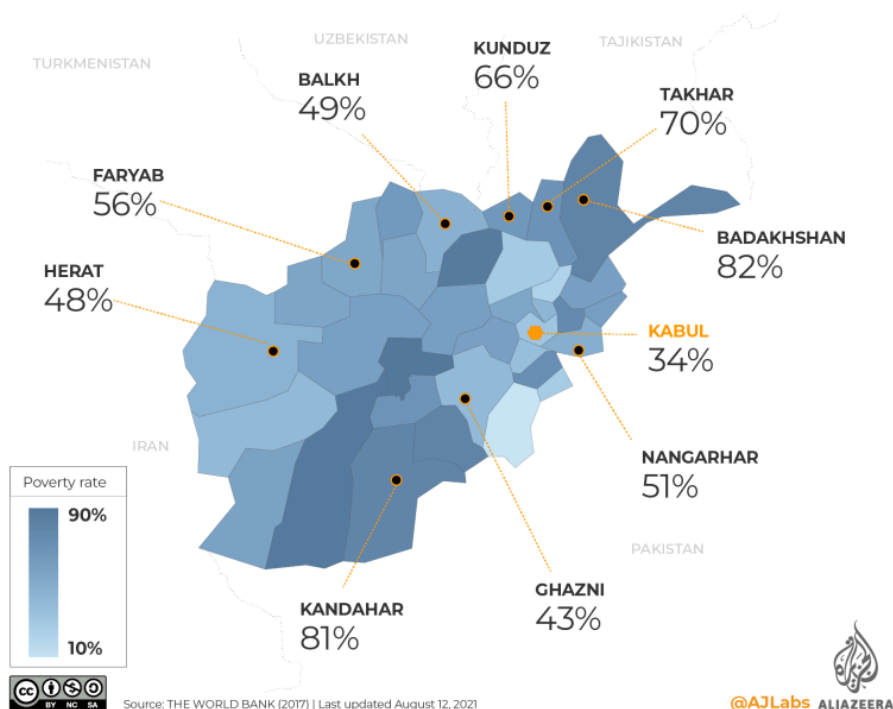 UZBEKISTAN
KUNDUZ
66%
TAJIKISTAN
TURKMENISTAN
BALKH
49%
TAKHAR
70%
FARYAB
56%
BADAKHSHAN
82%
HERAT
48%
KABUL
34%
IRAN
NANGARHAR
51%
Poverty rate
90%
10%
PAKISTAN
KANDAHAR
81%
GHAZNI
43%
cc BY NC SA
Source: THE WORLD BANK (2017) | Last updated August 12, 2021
@AJLabs ALJAZEERA